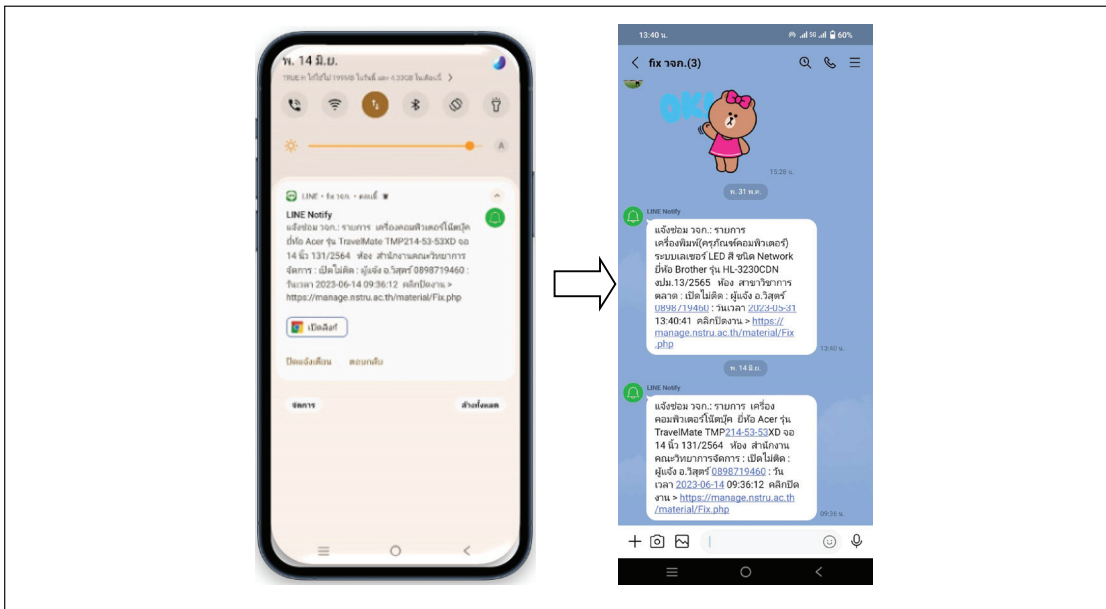 พ. 14 มิ.ย.
LINE • fix วจก. • ตอนนี้
LINE Notify
แจ้งซ่อม วจก.: รายการ เครื่องคอมพิวเตอร์โน๊ตบุ๊ค
ยี่ห้อ Acer รุ่น TravelMate TMP214-53-53XD จอ
14 นิ้ว 131/2564 ห้อง สำนักงานคณะวิทยาการ
จัดการ : เปิดไม่ติด : ผู้แจ้ง อ.วิสุตร์ 0898719460 :
วันเวลา 2023-06-14 09:36:12 คลิกปิดงาน >
https://manage.nstru.ac.th/material/Fix.php
เปิดลิงก์
ปิดแจ้งเตือน ตอบกลับ
จัดการ ล้างทั้งหมด
13:40 น. 5G 60%
fix วจก.(3)
OK!
15:28 น.
พ. 31 พ.ค.
LINE Notify
แจ้งซ่อม วจก.: รายการ
เครื่องพิมพ์(ครุภัณฑ์คอมพิวเตอร์)
ระบบเลเซอร์ LED สี ชนิด Network
ยี่ห้อ Brother รุ่น HL-3230CDN
งปม.13/2565 ห้อง สาขาวิชาการ
ตลาด : เปิดไม่ติด : ผู้แจ้ง อ.วิสุตร์
0898719460 : วันเวลา 2023-05-31
13:40:41 คลิกปิดงาน > https://
manage.nstru.ac.th/material/Fix
.php
13:40 น.
พ. 14 มิ.ย.
LINE Notify
แจ้งซ่อม วจก.: รายการ เครื่อง
คอมพิวเตอร์โน๊ตบุ๊ค ยี่ห้อ Acer รุ่น
TravelMate TMP214-53-53XD จอ
14 นิ้ว 131/2564 ห้อง สำนักงาน
คณะวิทยาการจัดการ : เปิดไม่ติด :
ผู้แจ้ง อ.วิสุตร์ 0898719460 : วัน
เวลา 2023-06-14 09:36:12 คลิกปิด
งาน > https://manage.nstru.ac.th
/material/Fix.php
09:36 น.